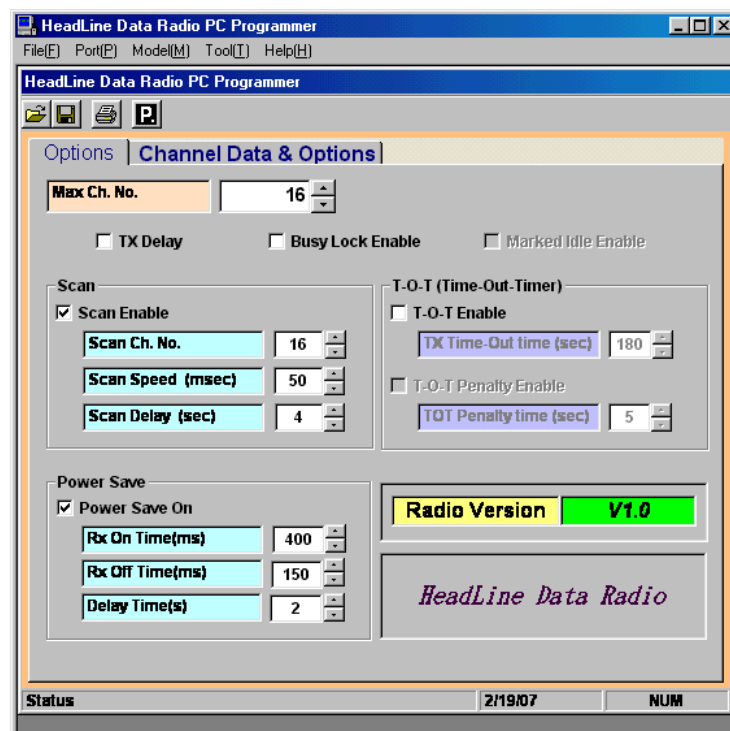 HeadLine Data Radio PC Programmer
File(F) Port(P) Model(M) Tool(T) Help(H)
HeadLine Data Radio PC Programmer
P.
Options Channel Data & Options
Max Ch. No. 16
TX Delay Busy Lock Enable Marked Idle Enable
Scan
Scan Enable
Scan Ch. No. 16
Scan Speed (msec) 50
Scan Delay (sec) 4
T-O-T (Time-Out-Timer)
T-O-T Enable
TX Time-Out time (sec) 180
T-O-T Penalty Enable
TOT Penalty time (sec) 5
Power Save
Power Save On
Rx On Time(ms) 400
Rx Off Time(ms) 150
Delay Time(s) 2
Radio Version V1.0
HeadLine Data Radio
Status 2/19/07 NUM